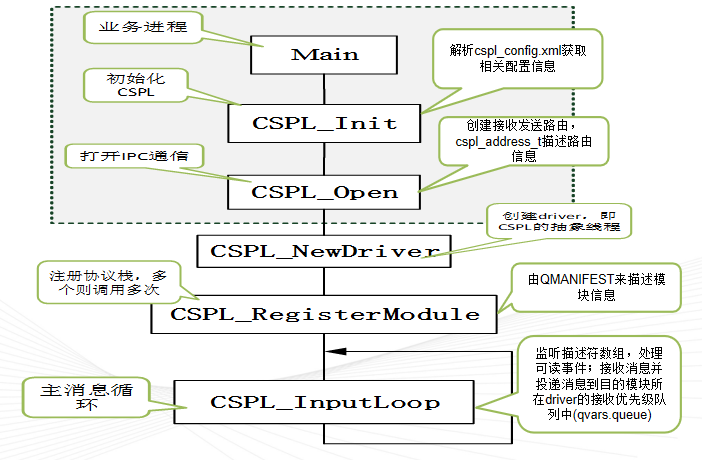 业务进程
Main
解析cspl_config.xml获取
相关配置信息
初始化
CSPL
CSPL_Init
创建接收发送路由，
cspl_address_t描述路由
信息
打开IPC通信
CSPL_Open
创建driver，即
CSPL的抽象线程
CSPL_NewDriver
注册协议栈，多
个则调用多次
由QMANIFEST来描述模
块信息
CSPL_RegisterModule
监听描述符数组，处理
可读事件；接收消息并
投递消息到目的模块所
在driver的接收优先级队
列中(qvars.queue)
主消息循
环
CSPL_InputLoop